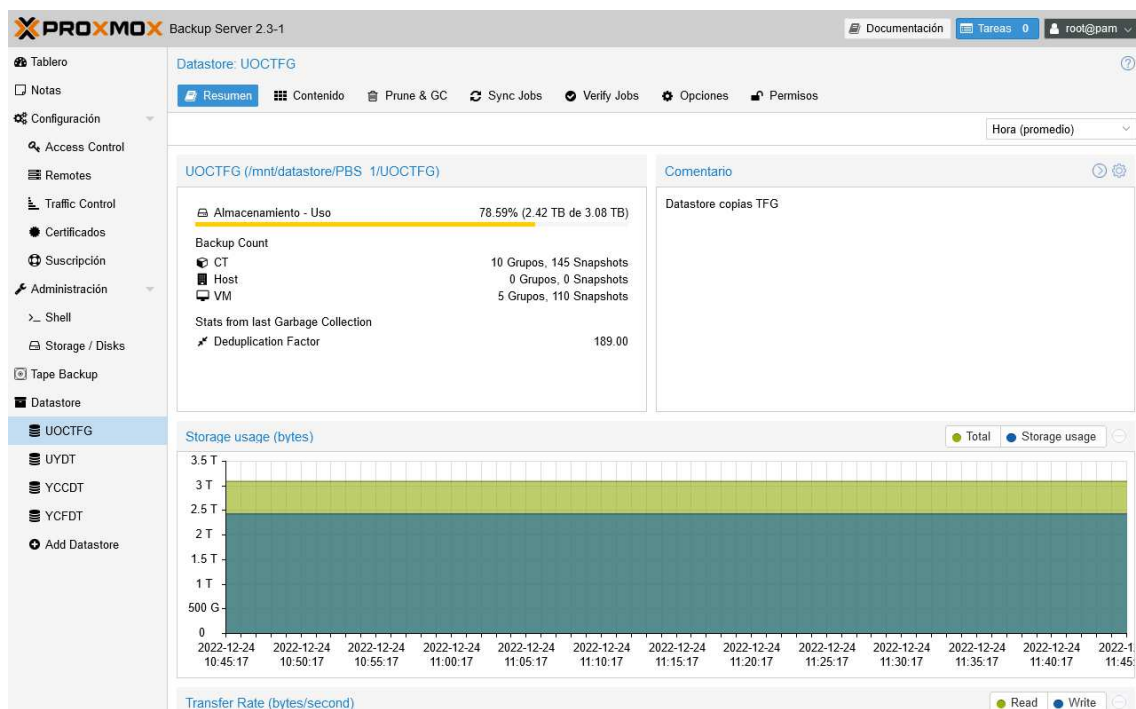 PROXMOX Backup Server 2.3-1
Documentación
Tareas 0
root@pam
Tablero
Notas
Configuración
Access Control
Remotes
Traffic Control
Certificados
Suscripción
Administración
>_ Shell
Storage / Disks
Tape Backup
Datastore
UOCTFG
UYDT
YCCDT
YCFDT
Add Datastore
Datastore: UOCTFG
Resumen
Contenido
Prune & GC
Sync Jobs
Verify Jobs
Opciones
Permisos
Hora (promedio)
UOCTFG (/mnt/datastore/PBS_1/UOCTFG)
Almacenamiento - Uso 78.59% (2.42 TB de 3.08 TB)
Backup Count
CT 10 Grupos, 145 Snapshots
Host 0 Grupos, 0 Snapshots
VM 5 Grupos, 110 Snapshots
Stats from last Garbage Collection
Deduplication Factor 189.00
Comentario
Datastore copias TFG
Storage usage (bytes)
Total
Storage usage
3.5 T
3 T
2.5 T
2 T
1.5 T
1 T
500 G
0
2022-12-24 2022-12-24 2022-12-24 2022-12-24 2022-12-24 2022-12-24 2022-12-24 2022-12-24 2022-12-24 2022-12-24 2022-12-24 2022-12-24 2022-1
10:45:17 10:50:17 10:55:17 11:00:17 11:05:17 11:10:17 11:15:17 11:20:17 11:25:17 11:30:17 11:35:17 11:40:17 11:45:
Transfer Rate (bytes/second)
Read
Write